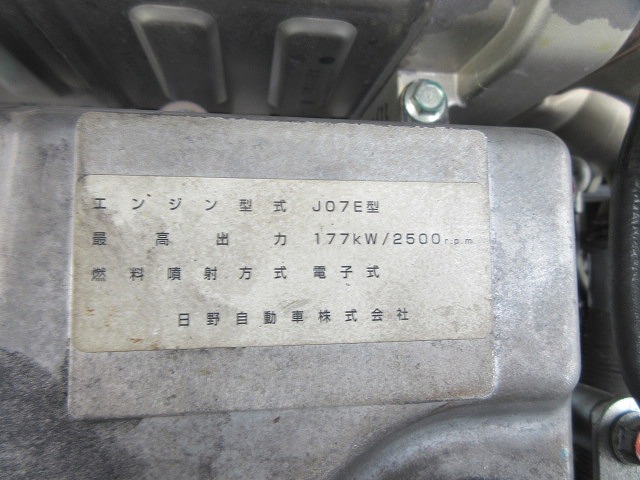 エンジン型式 J07E型
最高出力 177kW/2500r.p.m
燃料噴射方式 電子式
日野自動車株式会社